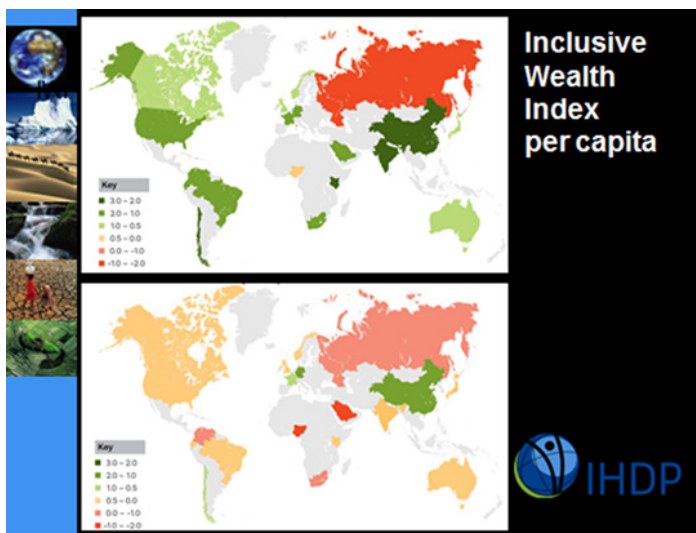 Inclusive
Wealth
Index
per capita
Key
3.0 – 2.0
2.0 – 1.0
1.0 – 0.5
0.5 – 0.0
0.0 – -1.0
-1.0 – -2.0
Key
3.0 – 2.0
2.0 – 1.0
1.0 – 0.5
0.5 – 0.0
0.0 – -1.0
-1.0 – -2.0
IHDP